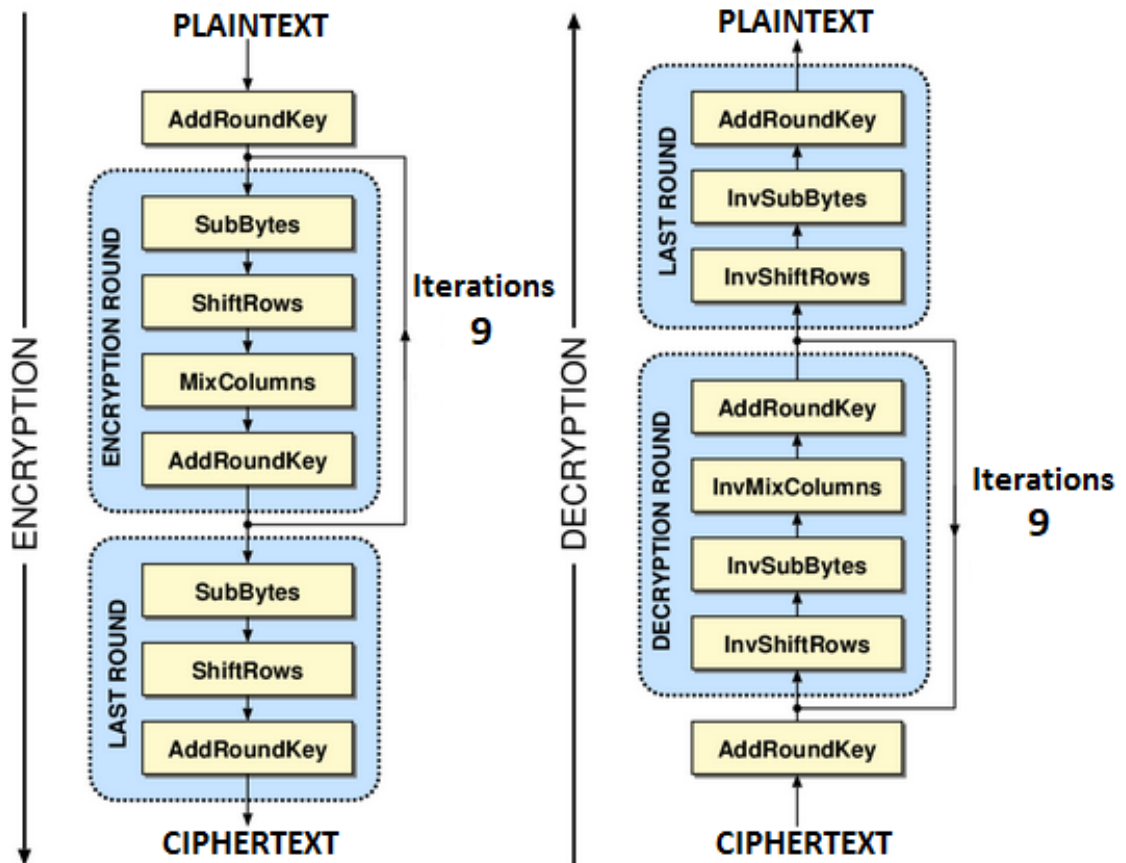 PLAINTEXT
AddRoundKey
SubBytes
ShiftRows
MixColumns
AddRoundKey
ENCRYPTION ROUND
Iterations
9
SubBytes
ShiftRows
AddRoundKey
LAST ROUND
CIPHERTEXT
ENCRYPTION
PLAINTEXT
AddRoundKey
InvSubBytes
InvShiftRows
LAST ROUND
AddRoundKey
InvMixColumns
InvSubBytes
InvShiftRows
DECRYPTION ROUND
Iterations
9
AddRoundKey
CIPHERTEXT
DECRYPTION